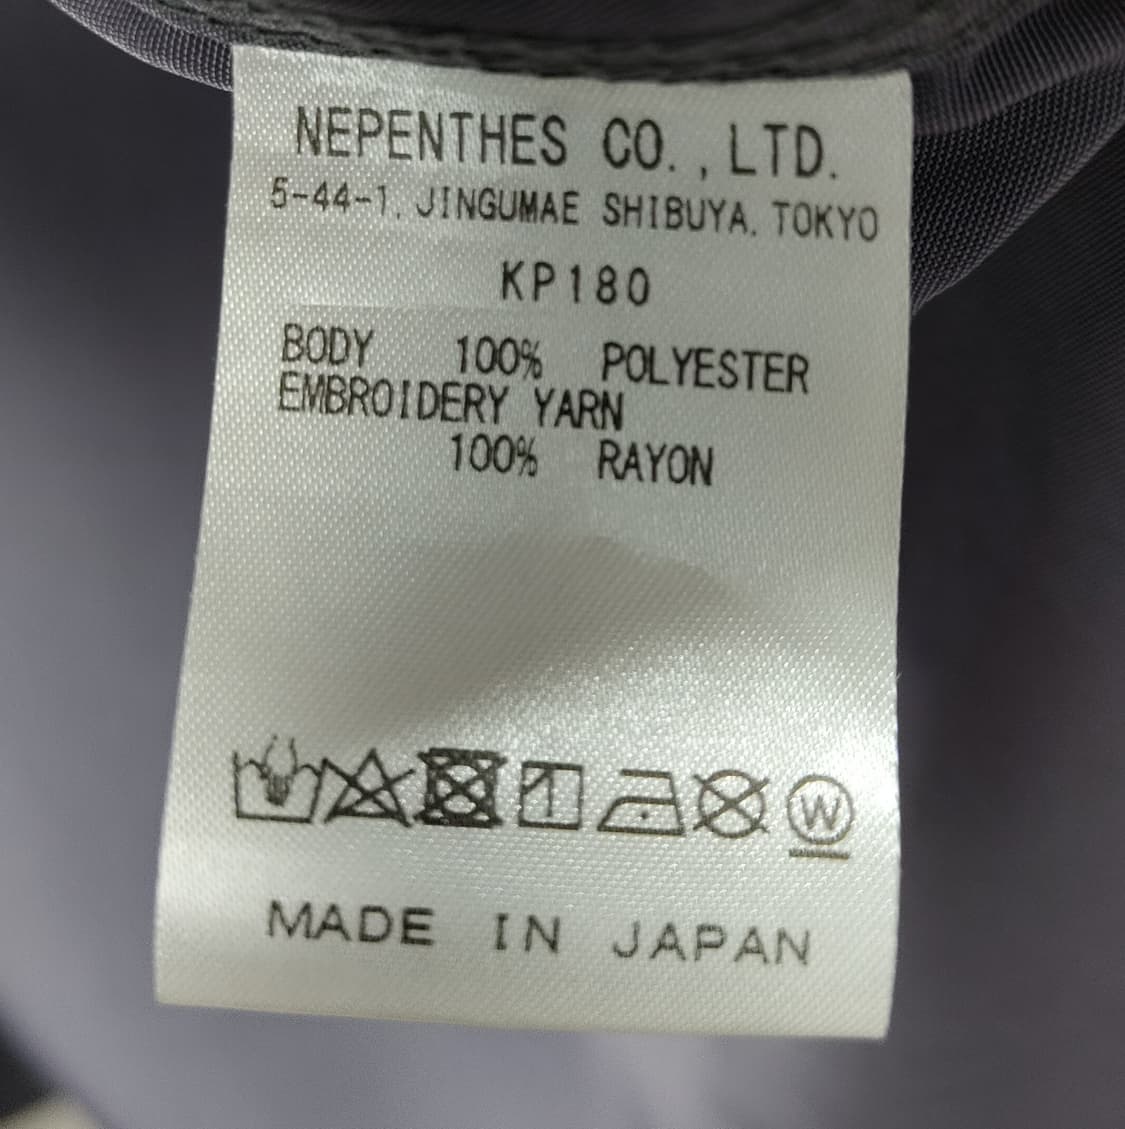 NEPENTHES CO., LTD.
5-44-1, JINGUMAE SHIBUYA, TOKYO
KP180
BODY 100% POLYESTER
EMBROIDERY YARN
100% RAYON
W
MADE IN JAPAN